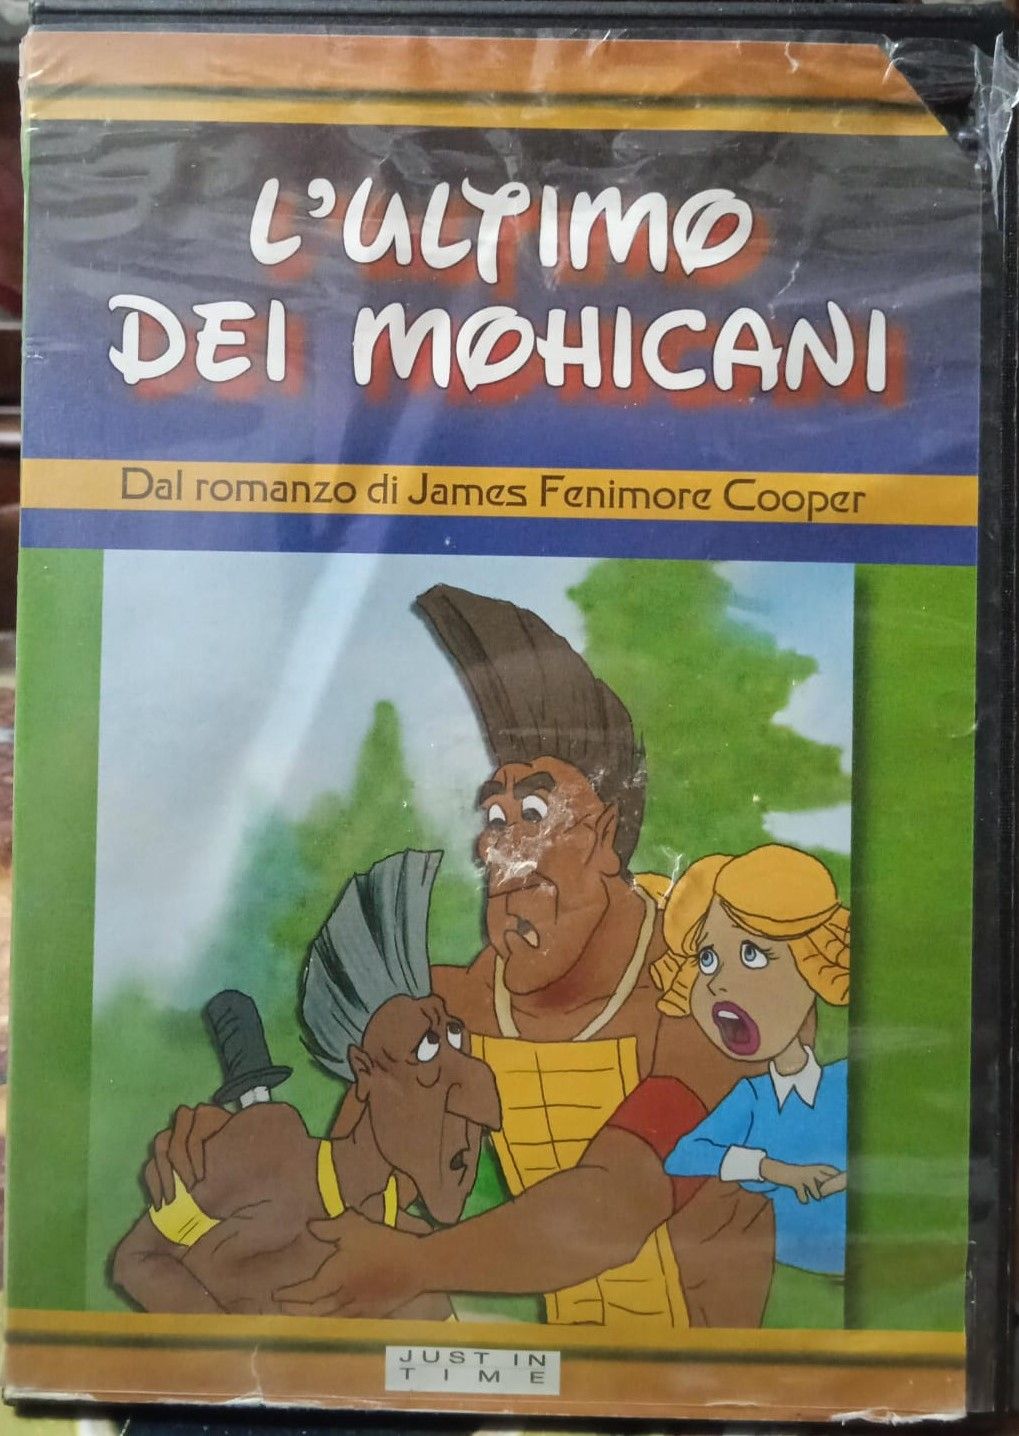 L'ULTIMO
DEI MOHICANI
Dal romanzo di James Fenimore Cooper
JUST IN
TIME